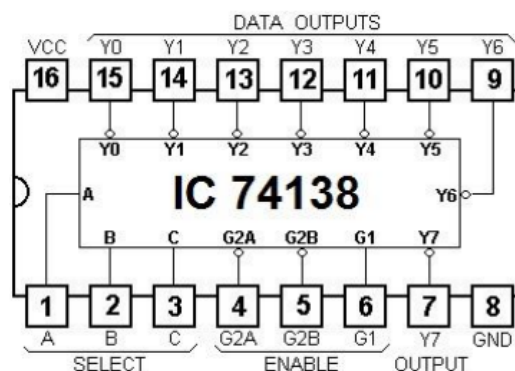 DATA OUTPUTS
VCC Y0 Y1 Y2 Y3 Y4 Y5 Y6
16 15 14 13 12 11 10 9
Y0 Y1 Y2 Y3 Y4 Y5
A IC 74138 Y6
B C G2A G2B G1 Y7
1 2 3 4 5 6 7 8
A B C G2A G2B G1 Y7 GND
SELECT ENABLE OUTPUT